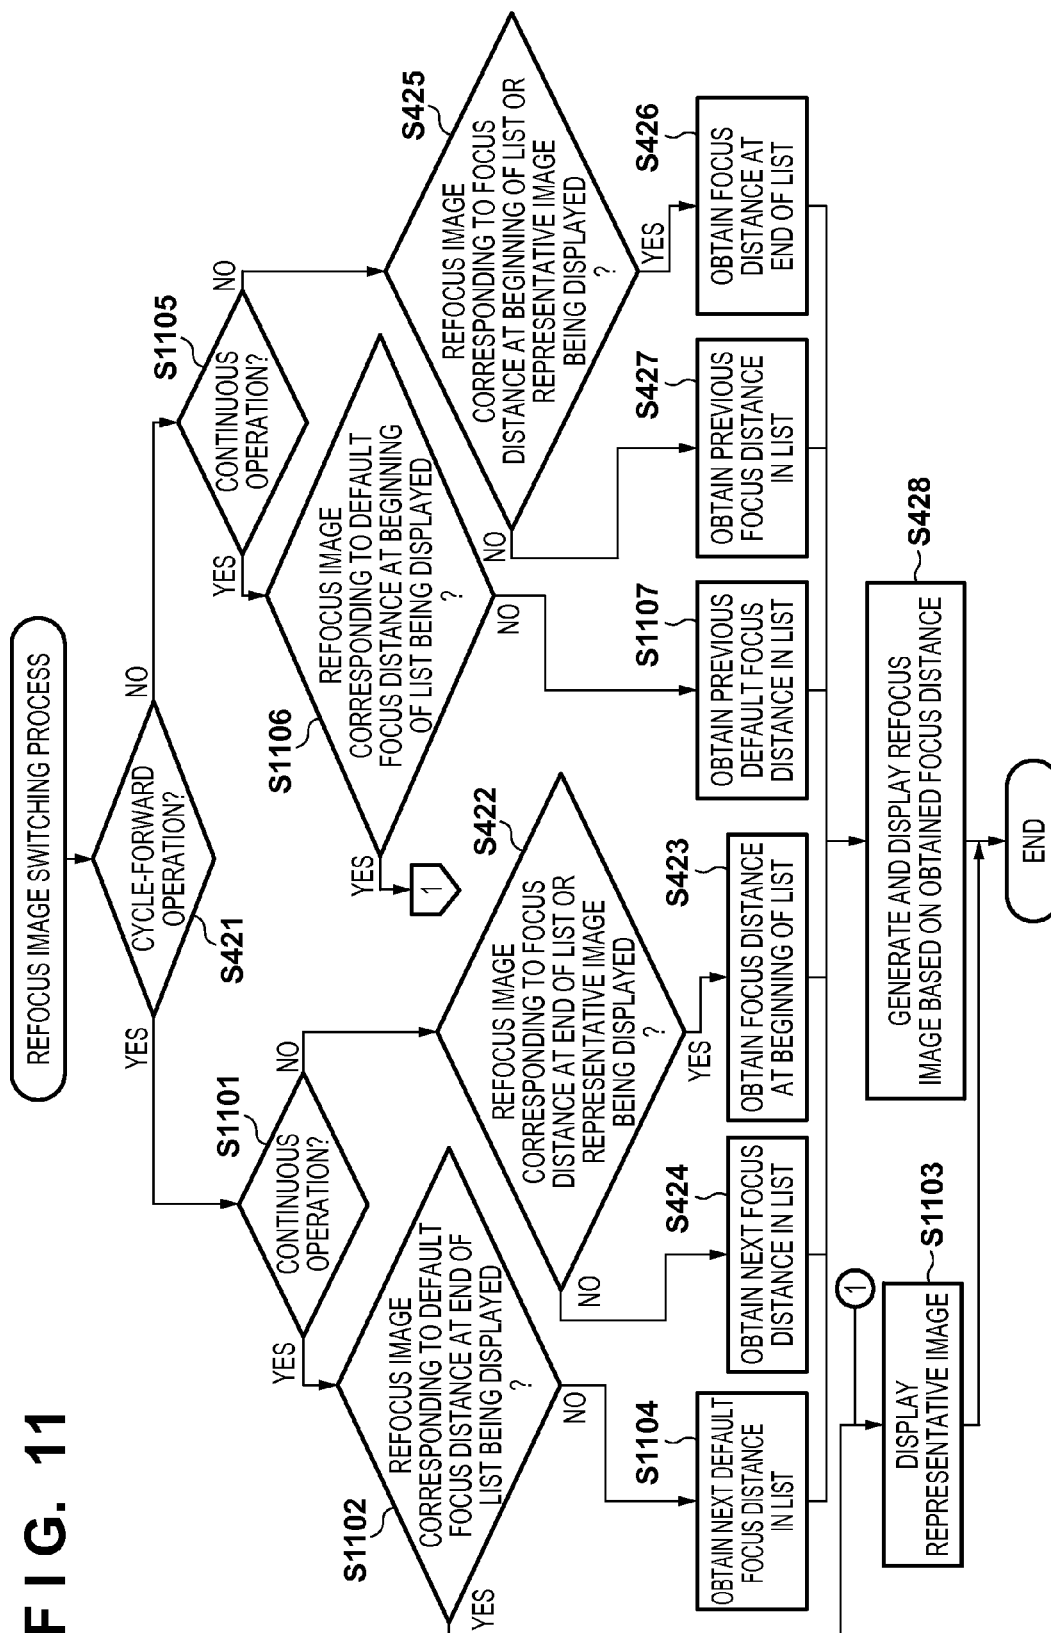 FIG. 11
REFOCUS IMAGE SWITCHING PROCESS
CYCLE-FORWARD
OPERATION?
S421
YES
NO
CONTINUOUS
OPERATION?
S1101
YES
NO
REFOCUS IMAGE
CORRESPONDING TO DEFAULT
FOCUS DISTANCE AT END OF
LIST BEING DISPLAYED
?
S1102
YES
NO
REFOCUS IMAGE
CORRESPONDING TO FOCUS
DISTANCE AT END OF LIST OR
REPRESENTATIVE IMAGE
BEING DISPLAYED
?
S422
NO
YES
CONTINUOUS
OPERATION?
S1105
YES
NO
REFOCUS IMAGE
CORRESPONDING TO DEFAULT
FOCUS DISTANCE AT BEGINNING
OF LIST BEING DISPLAYED
?
S1106
YES
1
NO
REFOCUS IMAGE
CORRESPONDING TO FOCUS
DISTANCE AT BEGINNING OF LIST OR
REPRESENTATIVE IMAGE
BEING DISPLAYED
?
S425
NO
YES
S1104
OBTAIN NEXT DEFAULT
FOCUS DISTANCE
IN LIST
S424
OBTAIN NEXT FOCUS
DISTANCE IN LIST
S423
OBTAIN FOCUS DISTANCE
AT BEGINNING OF LIST
S1107
OBTAIN PREVIOUS
DEFAULT FOCUS
DISTANCE IN LIST
S427
OBTAIN PREVIOUS
FOCUS DISTANCE
IN LIST
S426
OBTAIN FOCUS
DISTANCE AT
END OF LIST
1
S1103
DISPLAY
REPRESENTATIVE IMAGE
S428
GENERATE AND DISPLAY REFOCUS
IMAGE BASED ON OBTAINED FOCUS DISTANCE
END